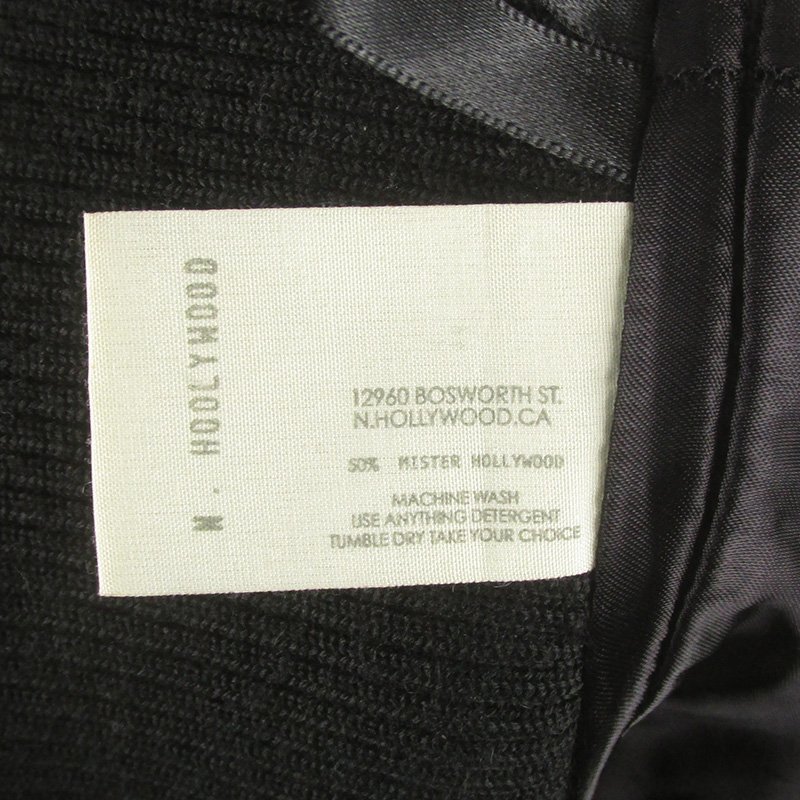 N . HOOLYWOOD
12960 BOSWORTH ST.
N.HOLLYWOOD.CA
50% MISTER HOLLYWOOD
MACHINE WASH
USE ANYTHING DETERGENT
TUMBLE DRY TAKE YOUR CHOICE